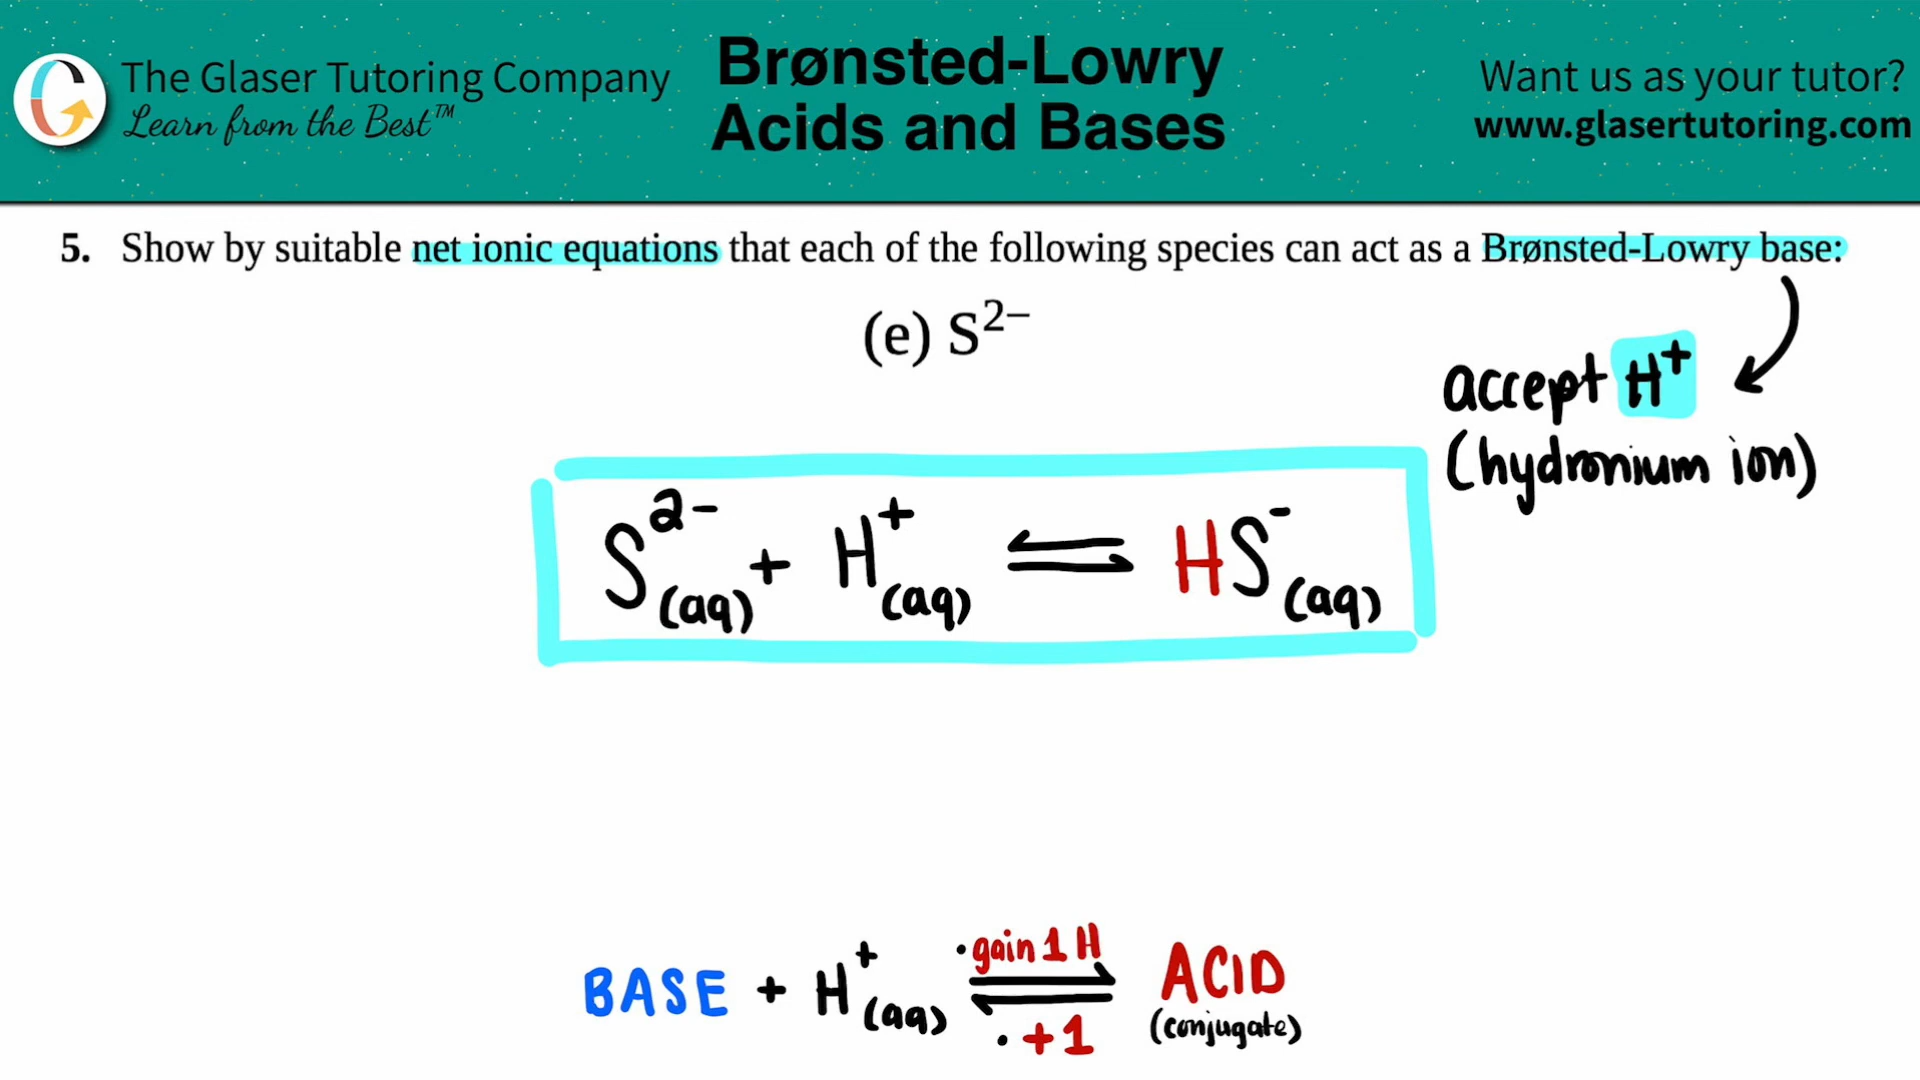 The Glaser Tutoring Company
Learn from the Best™
Brønsted-Lowry
Acids and Bases
Want us as your tutor?
www.glasertutoring.com
5. Show by suitable net ionic equations that each of the following species can act as a Brønsted-Lowry base:
(e) S²⁻
accept H⁺
(hydronium ion)
S²⁻(aq) + H⁺(aq) ⇌ HS⁻(aq)
·gain 1 H
BASE + H⁺(aq) ⇌ ACID
(conjugate)
· +1